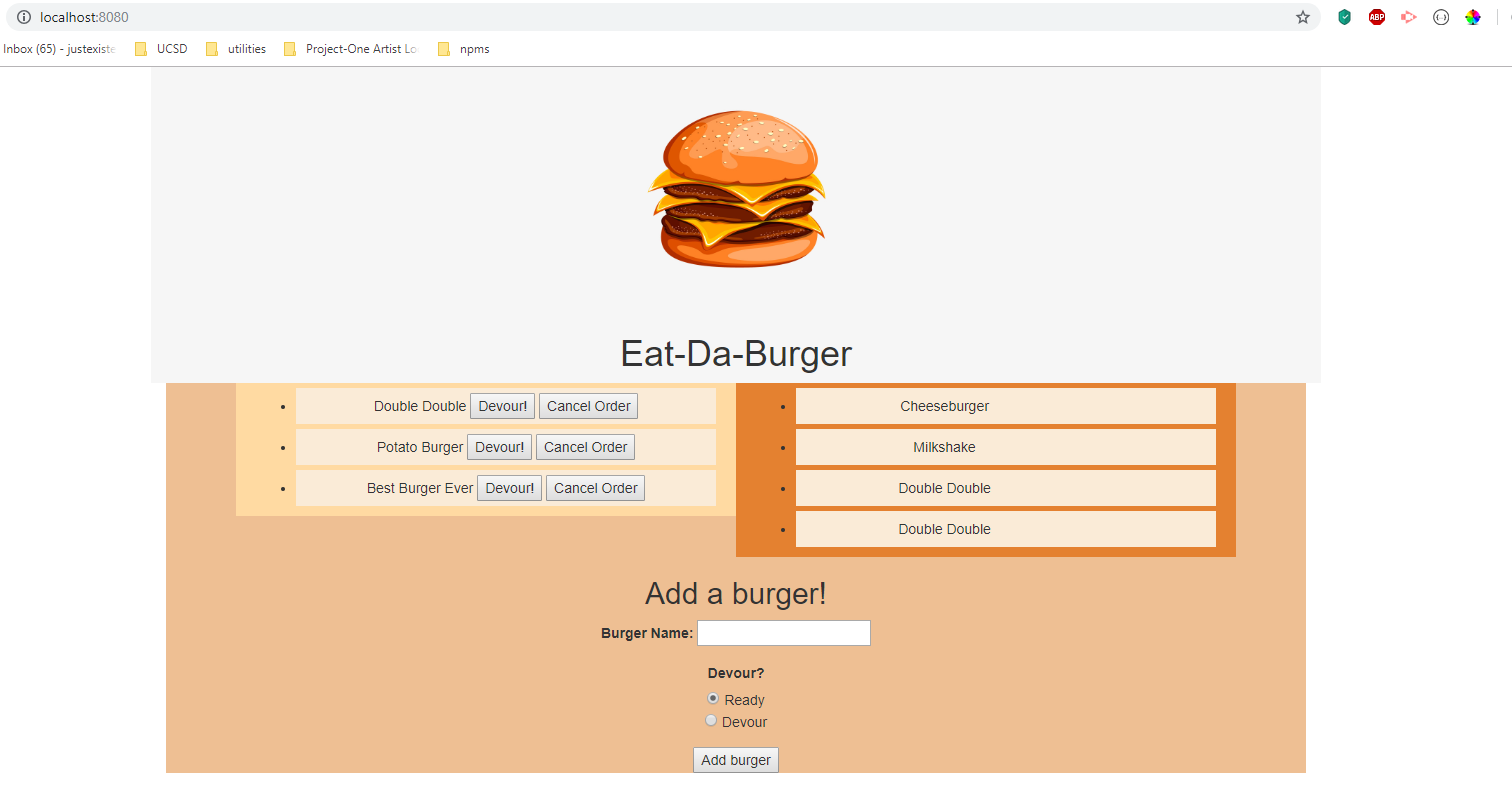 localhost:8080
Inbox (65) - justexiste
UCSD
utilities
Project-One Artist Lo
npms
ABP
Eat-Da-Burger
Double Double Devour! Cancel Order
Potato Burger Devour! Cancel Order
Best Burger Ever Devour! Cancel Order
Cheeseburger
Milkshake
Double Double
Double Double
Add a burger!
Burger Name:
Devour?
Ready
Devour
Add burger